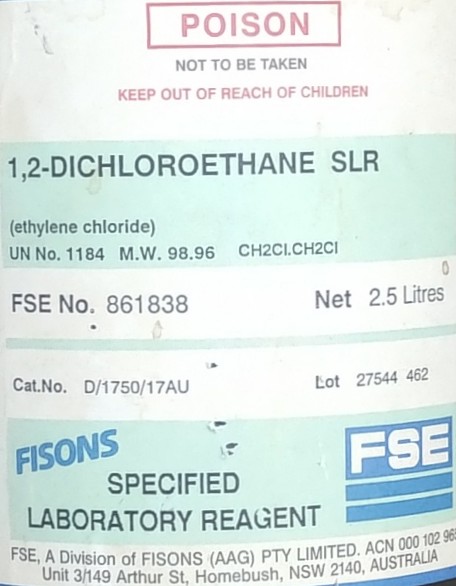 POISON
NOT TO BE TAKEN
KEEP OUT OF REACH OF CHILDREN
1,2-DICHLOROETHANE SLR
(ethylene chloride)
UN No. 1184 M.W. 98.96 CH2Cl.CH2Cl
FSE No. 861838 Net 2.5 Litres
Cat.No. D/1750/17AU Lot 27544 462
FISONS FSE
SPECIFIED
LABORATORY REAGENT
FSE, A Division of FISONS (AAG) PTY LIMITED. ACN 000 102 96
Unit 3/149 Arthur St, Homebush, NSW 2140, AUSTRALIA